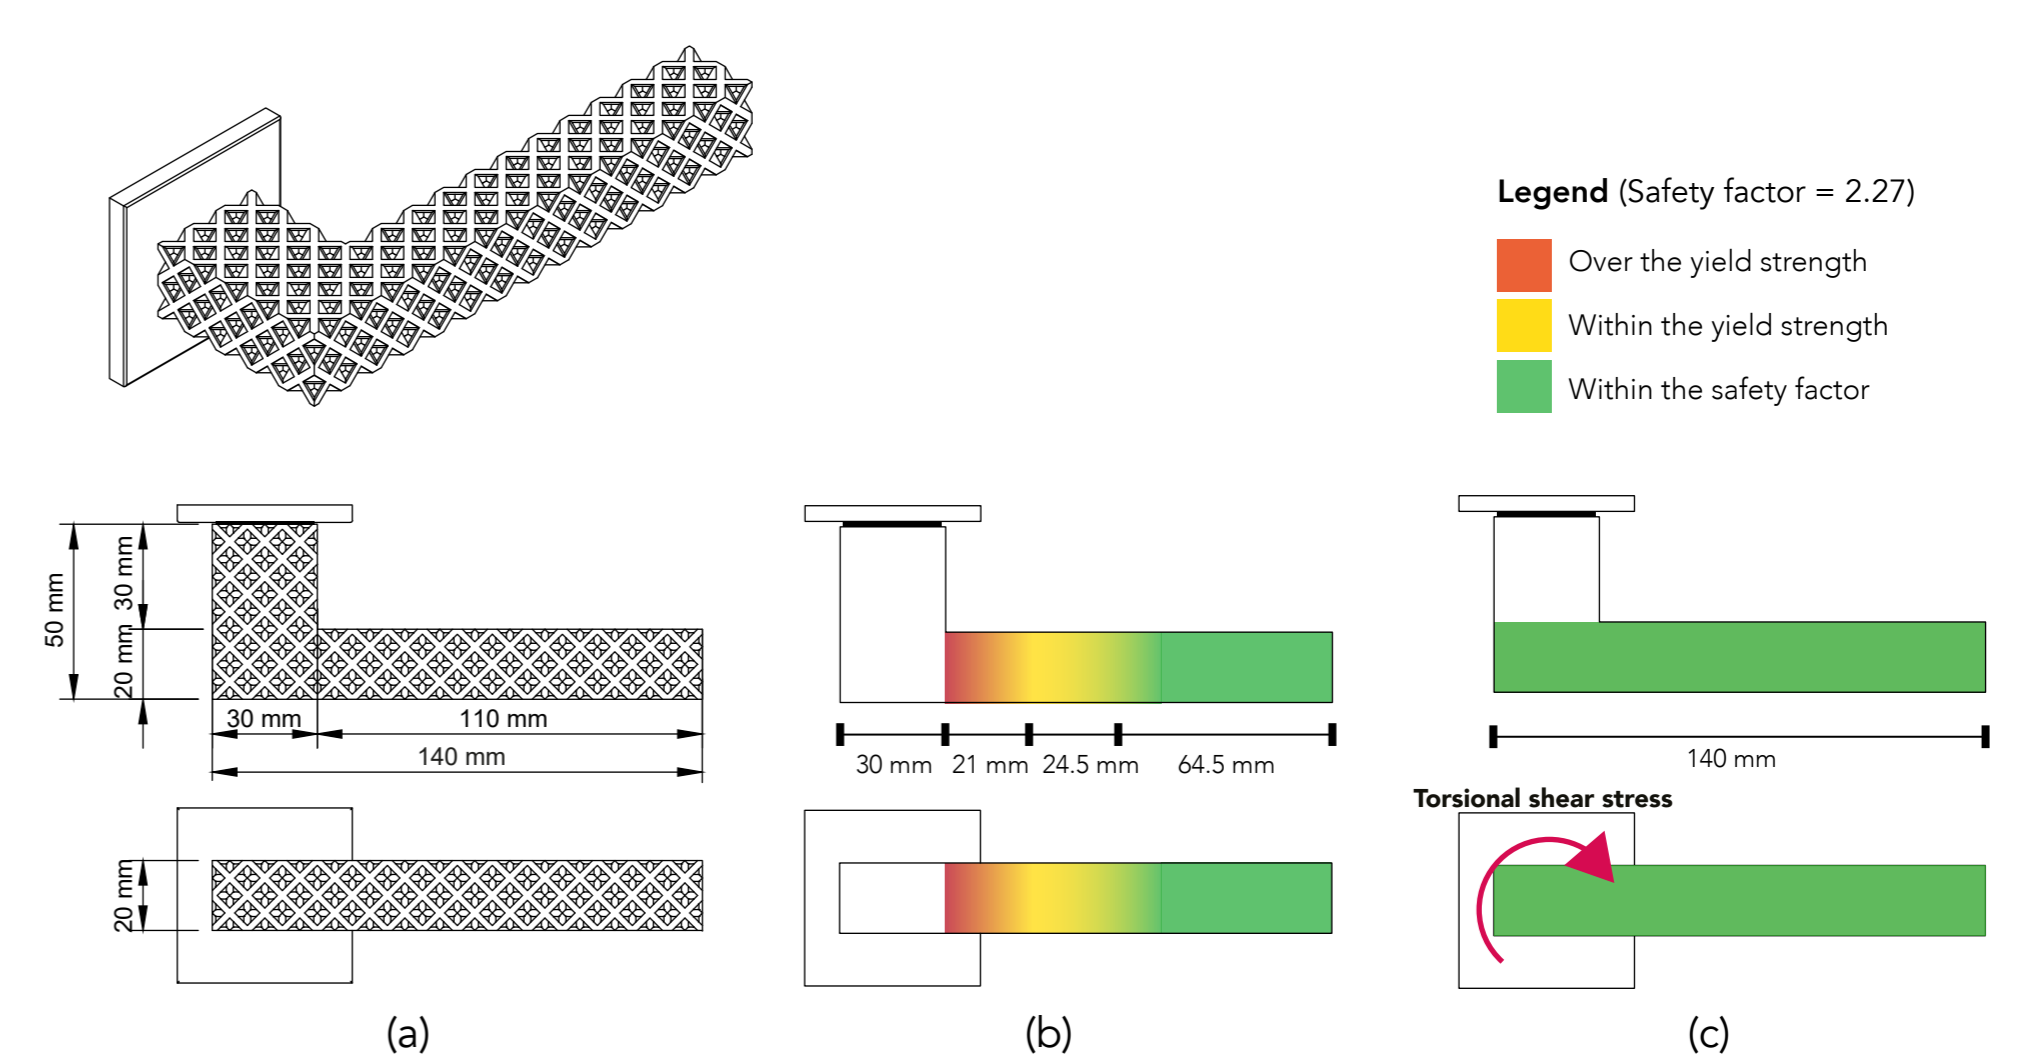 Legend (Safety factor = 2.27)
Over the yield strength
Within the yield strength
Within the safety factor
50 mm
30 mm
20 mm
30 mm
110 mm
140 mm
20 mm
(a)
30 mm
21 mm
24.5 mm
64.5 mm
(b)
140 mm
Torsional shear stress
(c)